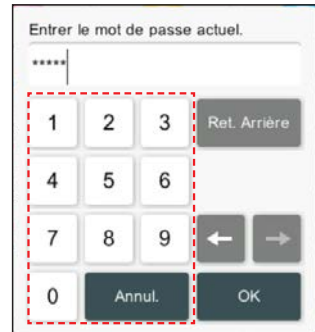 Entrer le mot de passe actuel.
*****
1 2 3 Ret. Arrière
4 5 6
7 8 9 ← →
0 Annul. OK